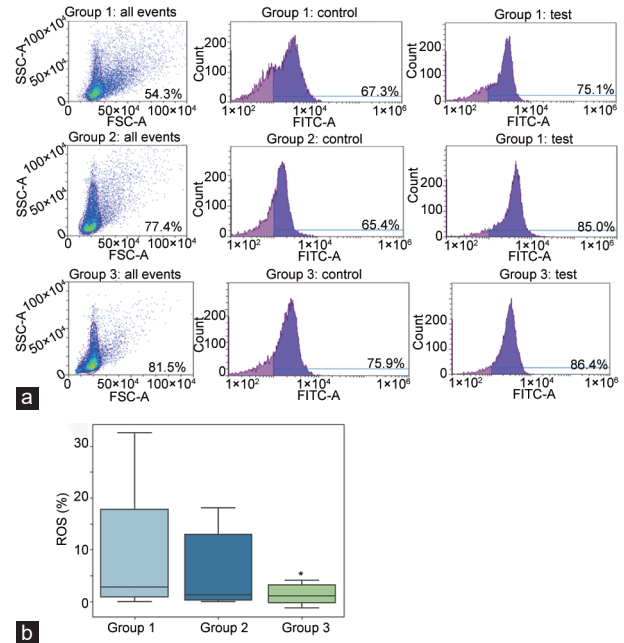 Group 1: all events
Group 1: control
Group 1: test
SSC-A
100×10⁴
50×10⁴
0
54.3%
0
50×10⁴
100×10⁴
FSC-A
Count
200
100
0
67.3%
1×10²
1×10⁴
1×10⁶
FITC-A
Count
200
100
0
75.1%
1×10²
1×10⁴
1×10⁶
FITC-A
Group 2: all events
Group 2: control
Group 1: test
SSC-A
100×10⁴
50×10⁴
0
77.4%
0
50×10⁴
100×10⁴
FSC-A
Count
200
100
0
65.4%
1×10²
1×10⁴
1×10⁶
FITC-A
Count
200
100
0
85.0%
1×10²
1×10⁴
1×10⁶
FITC-A
Group 3: all events
Group 3: control
Group 3: test
SSC-A
100×10⁴
50×10⁴
0
81.5%
0
50×10⁴
100×10⁴
FSC-A
Count
200
100
0
75.9%
1×10²
1×10⁴
1×10⁶
FITC-A
Count
200
100
0
86.4%
1×10²
1×10⁴
1×10⁶
FITC-A
a
ROS (%)
30
20
10
0
*
Group 1
Group 2
Group 3
b